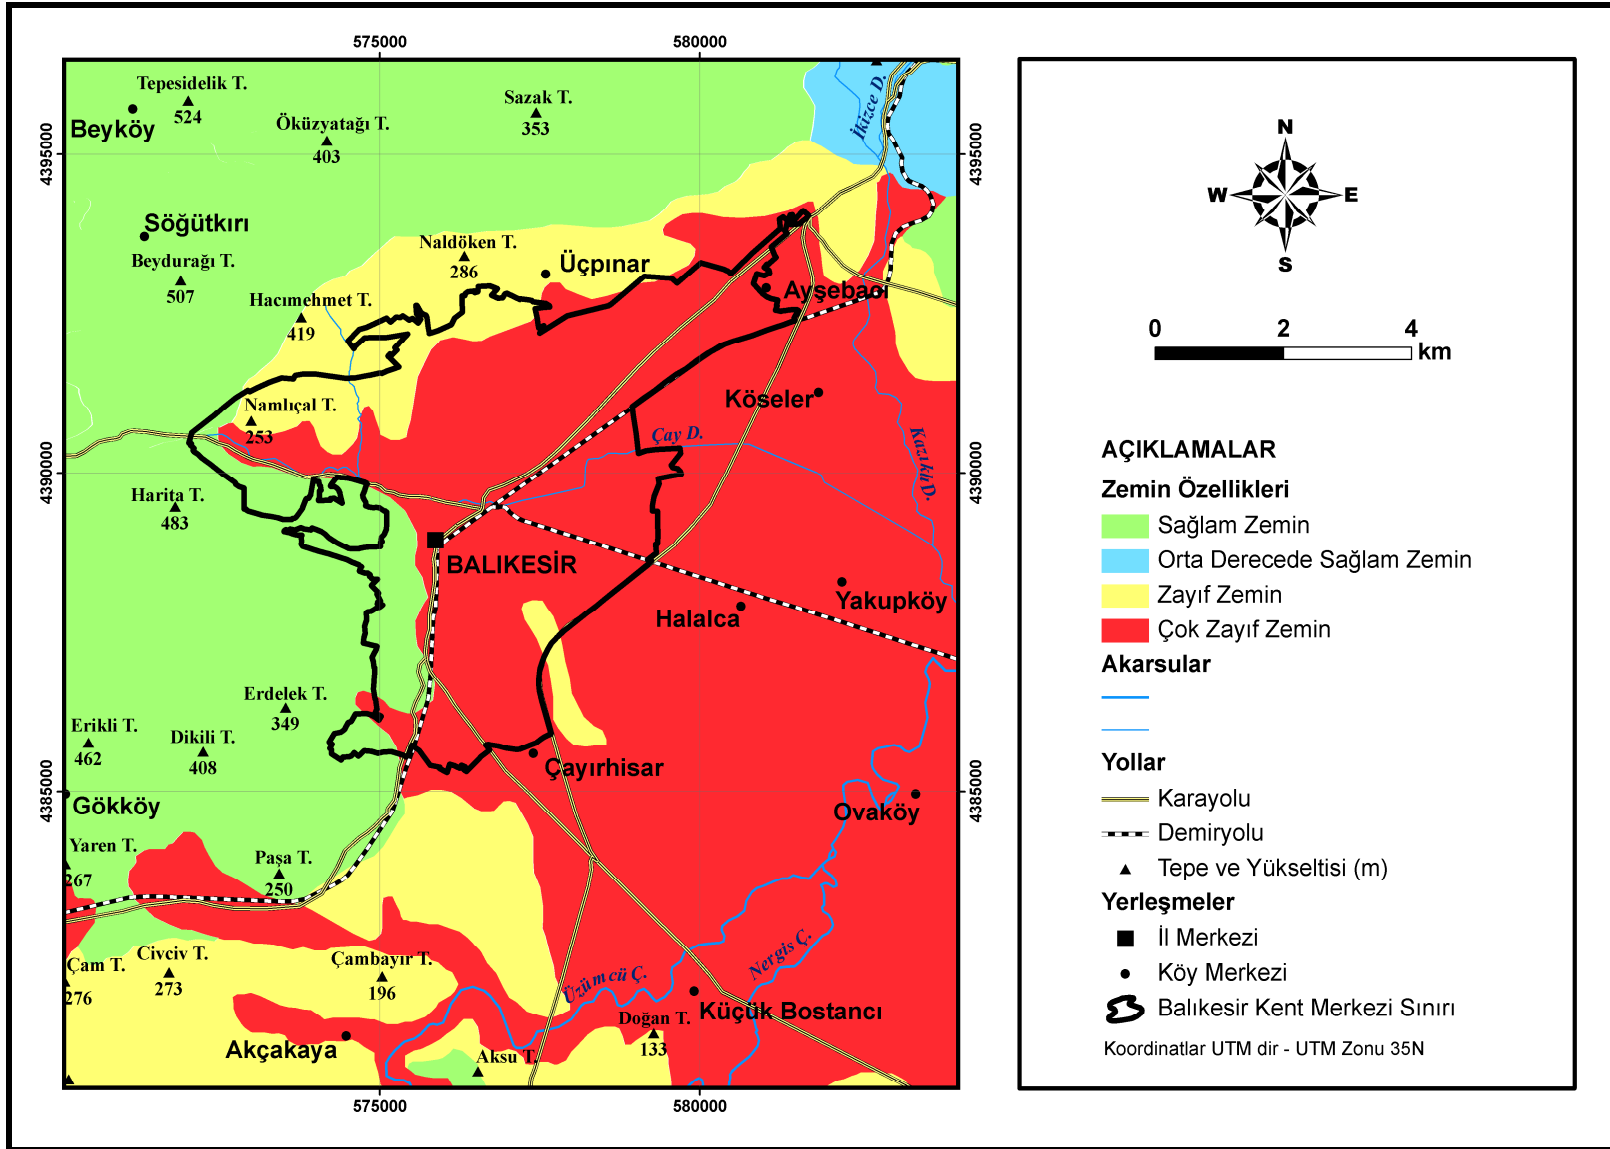 575000
580000
4395000
4390000
4385000
4395000
4390000
4385000
575000
580000
Tepesidelik T.
524
Beyköy
Öküzyatağı T.
403
Sazak T.
353
İkizce D.
Söğütkırı
Beydurağı T.
507
Naldöken T.
286
Üçpınar
Hacımehmet T.
419
Ayşebacı
Namlıçal T.
253
Köseler
Çay D.
Kazıklı D.
Harita T.
483
BALIKESİR
Yakupköy
Halalca
Erdelek T.
349
Erikli T.
462
Dikili T.
408
Çayırhisar
Gökköy
Ovaköy
Yaren T.
267
Paşa T.
250
Çam T.
276
Civciv T.
273
Çambayır T.
196
Üzümcü Ç.
Nergis Ç.
Küçük Bostancı
Doğan T.
133
Akçakaya
Aksu T.
N
W
E
S
0 2 4
km
AÇIKLAMALAR
Zemin Özellikleri
Sağlam Zemin
Orta Derecede Sağlam Zemin
Zayıf Zemin
Çok Zayıf Zemin
Akarsular
Yollar
Karayolu
Demiryolu
Tepe ve Yükseltisi (m)
Yerleşmeler
İl Merkezi
Köy Merkezi
Balıkesir Kent Merkezi Sınırı
Koordinatlar UTM dir - UTM Zonu 35N